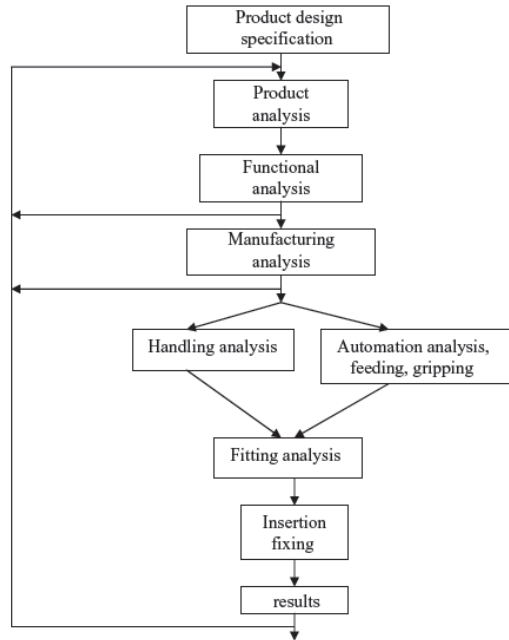 Product design
specification
Product
analysis
Functional
analysis
Manufacturing
analysis
Handling analysis
Automation analysis,
feeding, gripping
Fitting analysis
Insertion
fixing
results